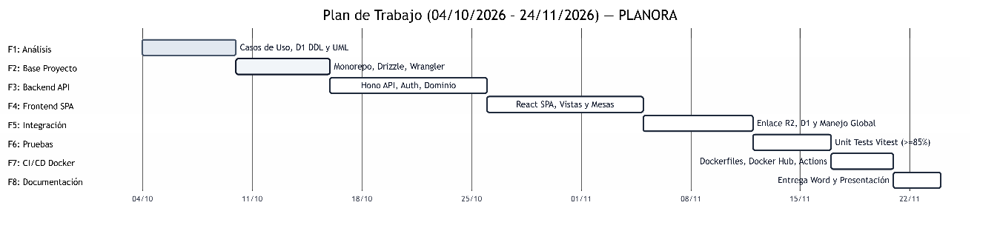 Plan de Trabajo (04/10/2026 - 24/11/2026) — PLANORA
F1: Análisis
Casos de Uso, D1 DDL y UML
F2: Base Proyecto
Monorepo, Drizzle, Wrangler
F3: Backend API
Hono API, Auth, Dominio
F4: Frontend SPA
React SPA, Vistas y Mesas
F5: Integración
Enlace R2, D1 y Manejo Global
F6: Pruebas
Unit Tests Vitest (>=85%)
F7: CI/CD Docker
Dockerfiles, Docker Hub, Actions
F8: Documentación
Entrega Word y Presentación
04/10 11/10 18/10 25/10 01/11 08/11 15/11 22/11